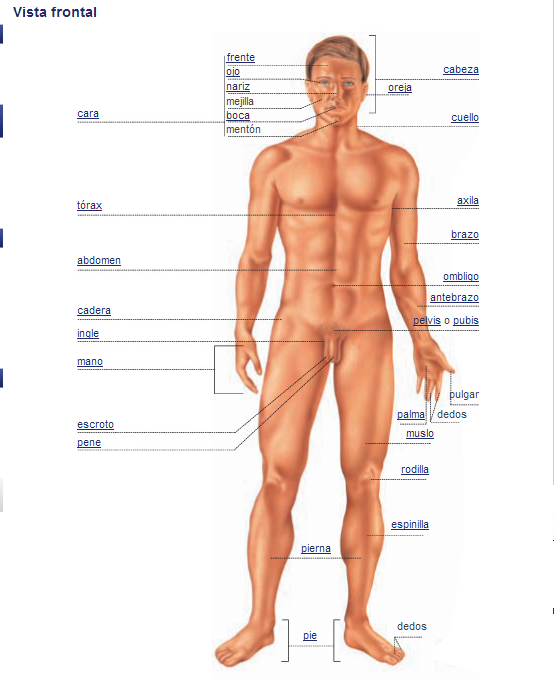 Vista frontal
frente
ojo
nariz
mejilla
boca
mentón
cara
cabeza
oreja
cuello
tórax
axila
brazo
abdomen
ombligo
antebrazo
cadera
pelvis o pubis
ingle
mano
pulgar
palma
dedos
escroto
pene
muslo
rodilla
espinilla
pierna
pie
dedos